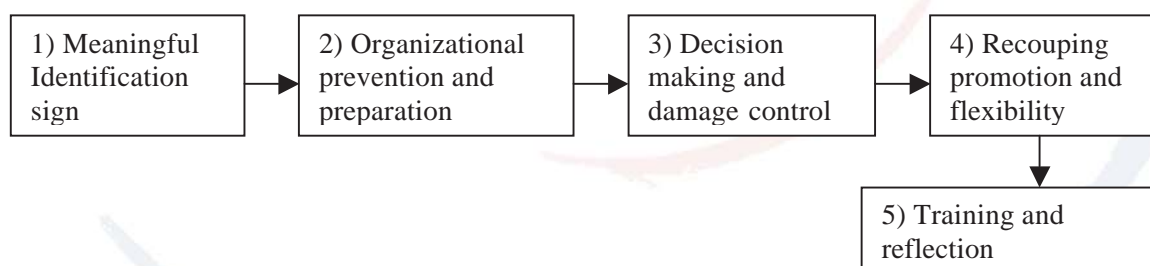 1) Meaningful
Identification
sign
2) Organizational
prevention and
preparation
3) Decision
making and
damage control
4) Recouping
promotion and
flexibility
5) Training and
reflection